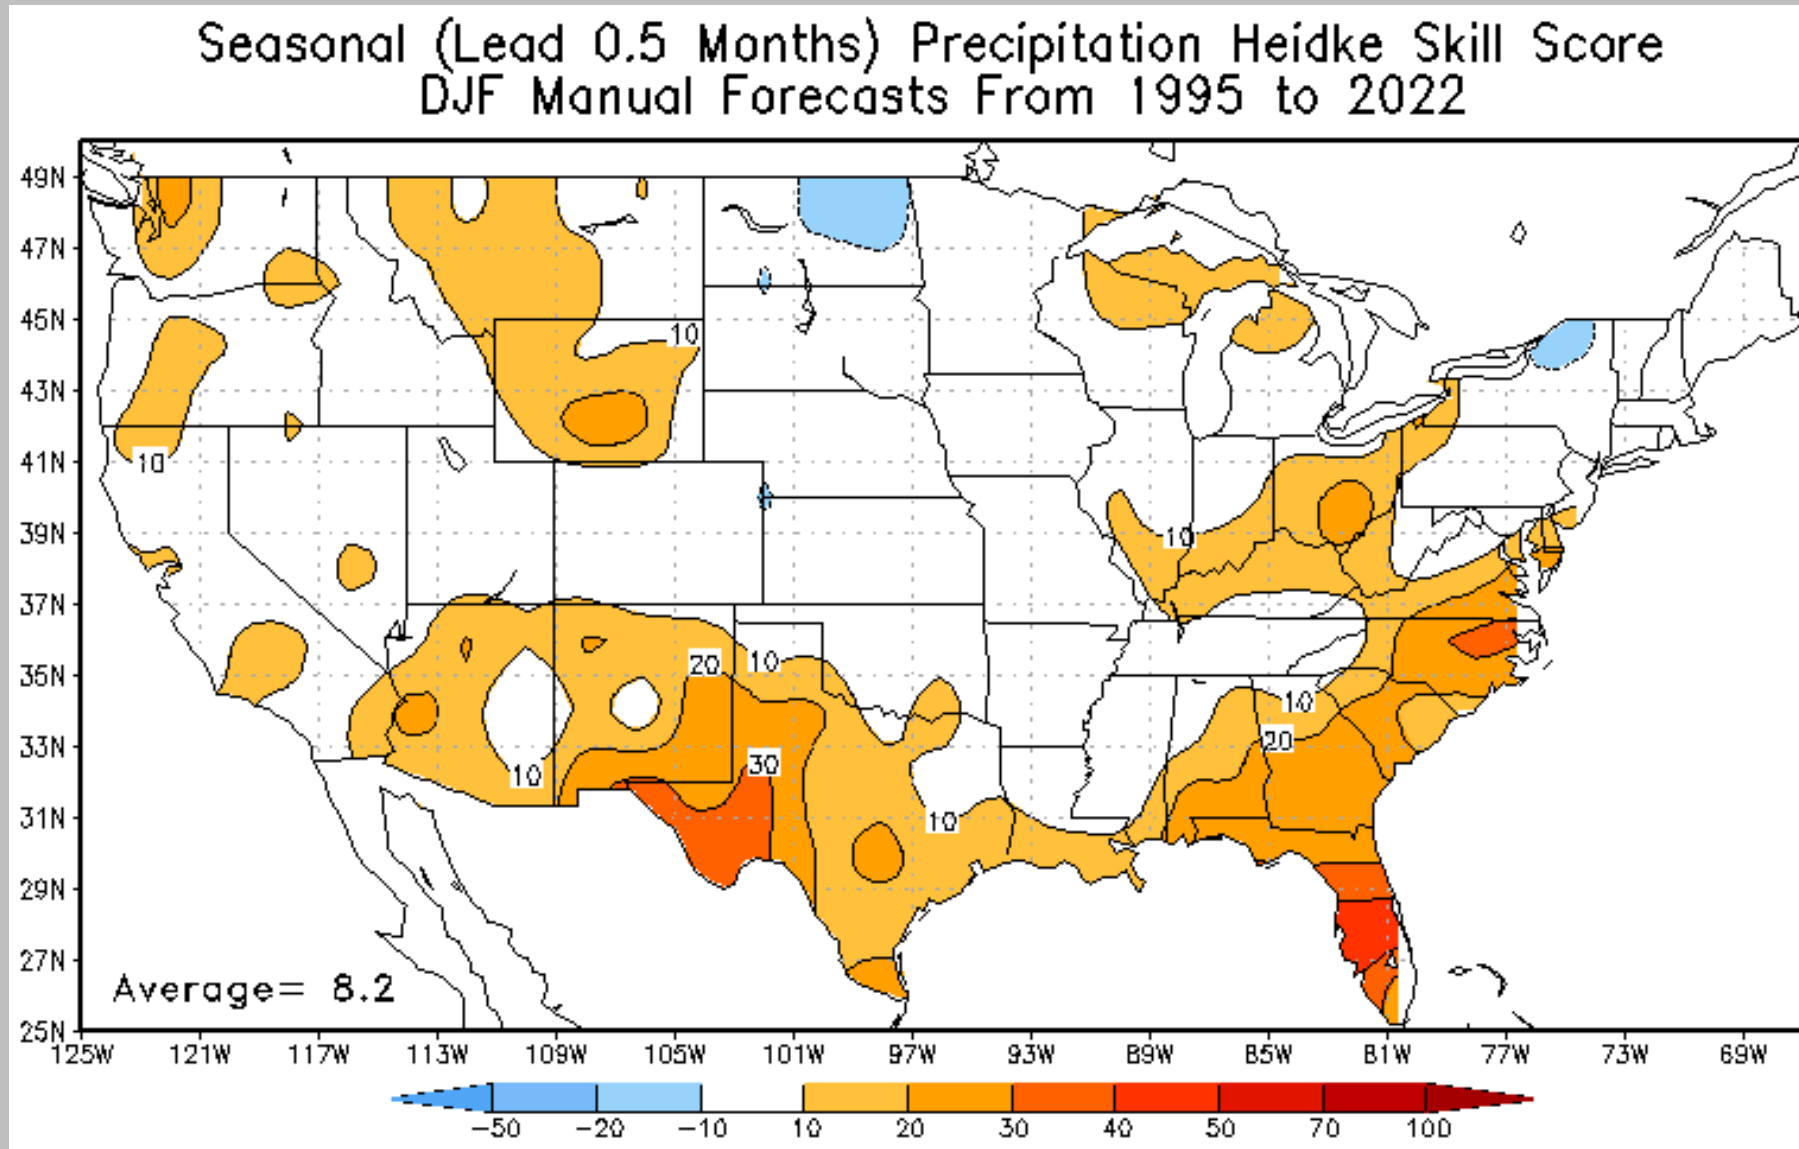 Seasonal (Lead 0.5 Months) Precipitation Heidke Skill Score
DJF Manual Forecasts From 1995 to 2022
49N
47N
45N
43N
41N
39N
37N
35N
33N
31N
29N
27N
25N
10
10
10
20
10
10
20
30
10
10
Average= 8.2
125W 121W 117W 113W 109W 105W 101W 97W 93W 89W 85W 81W 77W 73W 69W
-50 -20 -10 10 20 30 40 50 70 100